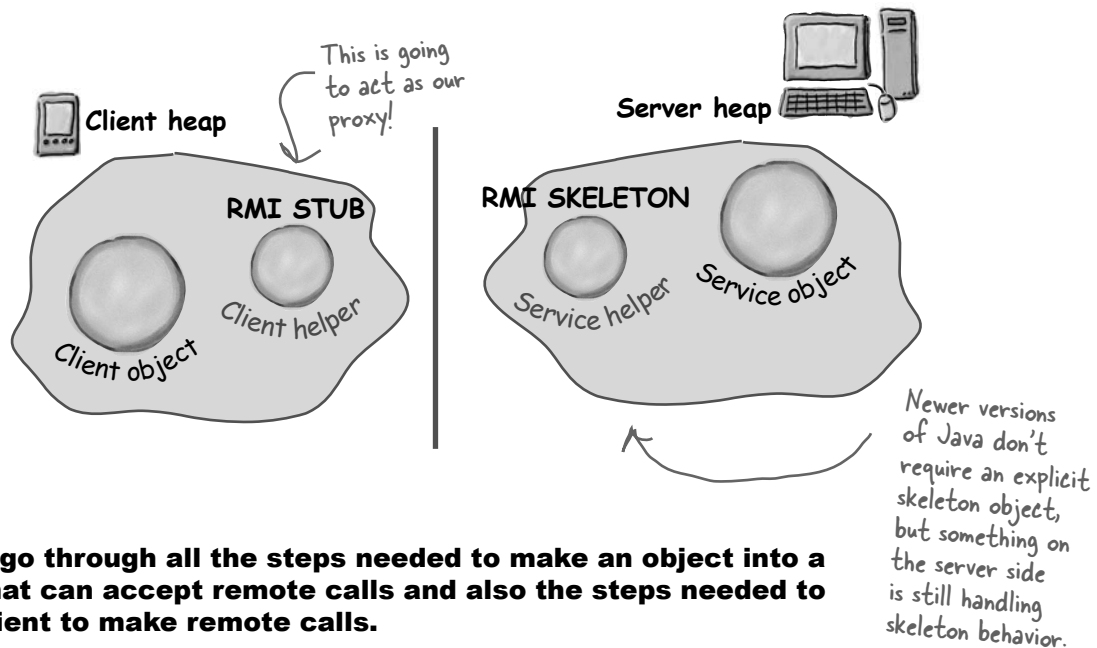 This is going
to act as our
proxy!
Client heap
Server heap
RMI STUB
RMI SKELETON
Client helper
Client object
Service helper
Service object
Newer versions
of Java don't
require an explicit
skeleton object,
but something on
the server side
is still handling
skeleton behavior.
go through all the steps needed to make an object into a
at can accept remote calls and also the steps needed to
ient to make remote calls.